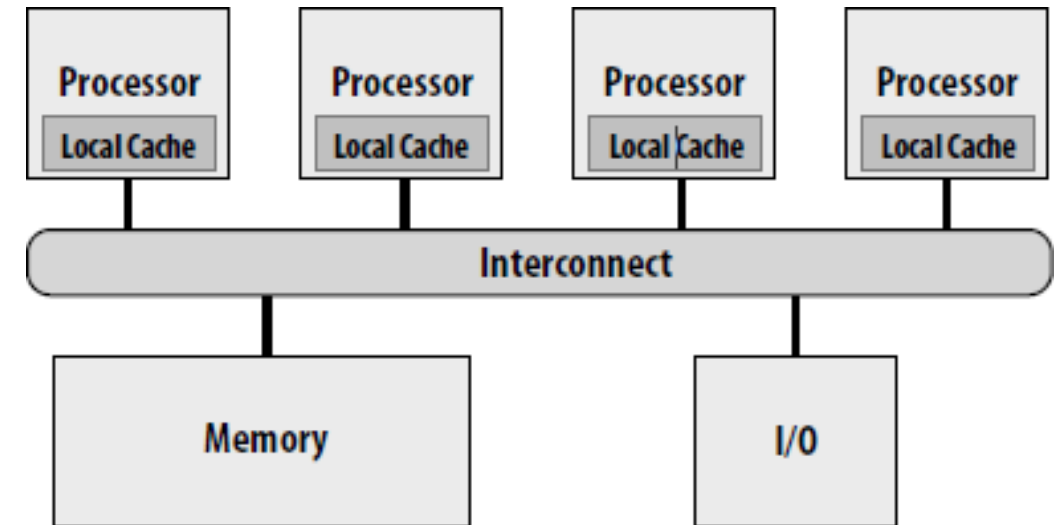 Processor
Local Cache
Processor
Local Cache
Processor
Local Cache
Processor
Local Cache
Interconnect
Memory
I/O